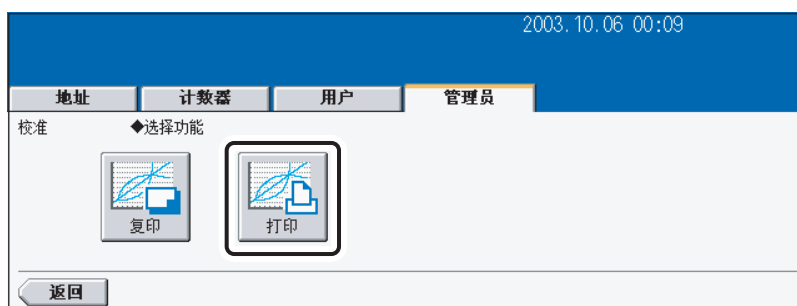 2003.10.06 00:09
地址 计数器 用户 管理员
校准 ◆选择功能
复印 打印
返回